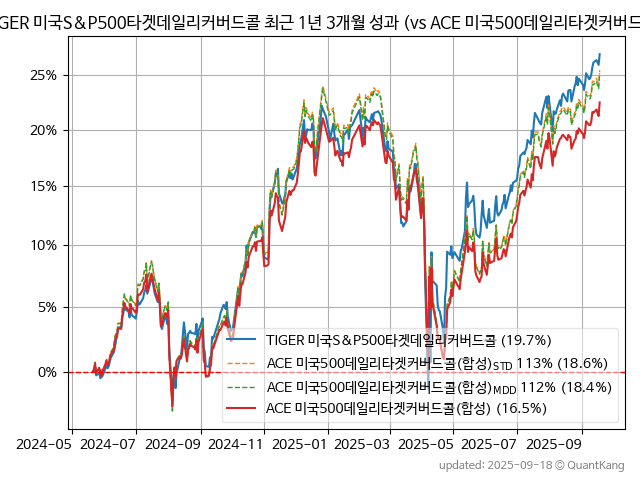 TIGER 미국S&P500타겟데일리커버드콜 최근 1년 3개월 성과 (vs ACE 미국500데일리타겟커버드
25%
20%
15%
10%
5%
0%
TIGER 미국S&P500타겟데일리커버드콜 (19.7%)
ACE 미국500데일리타겟커버드콜(합성)STD 113% (18.6%)
ACE 미국500데일리타겟커버드콜(합성)MDD 112% (18.4%)
ACE 미국500데일리타겟커버드콜(합성) (16.5%)
2024-05 2024-07 2024-09 2024-11 2025-01 2025-03 2025-05 2025-07 2025-09
updated: 2025-09-18 © QuantKang